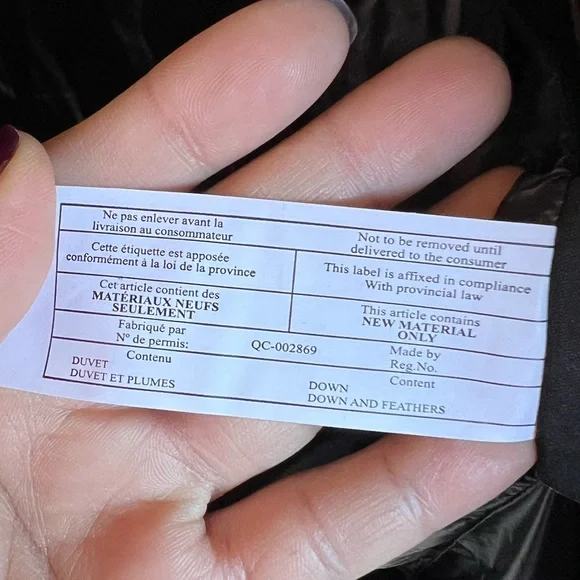 Ne pas enlever avant la
livraison au consommateur
Not to be removed until
delivered to the consumer
Cette étiquette est apposée
conformément à la loi de la province
This label is affixed in compliance
With provincial law
Cet article contient des
MATÉRIAUX NEUFS
SEULEMENT
This article contains
NEW MATERIAL
ONLY
Fabriqué par
N° de permis:
QC-002869
Made by
Reg.No.
Contenu
Content
DUVET
DUVET ET PLUMES
DOWN
DOWN AND FEATHERS